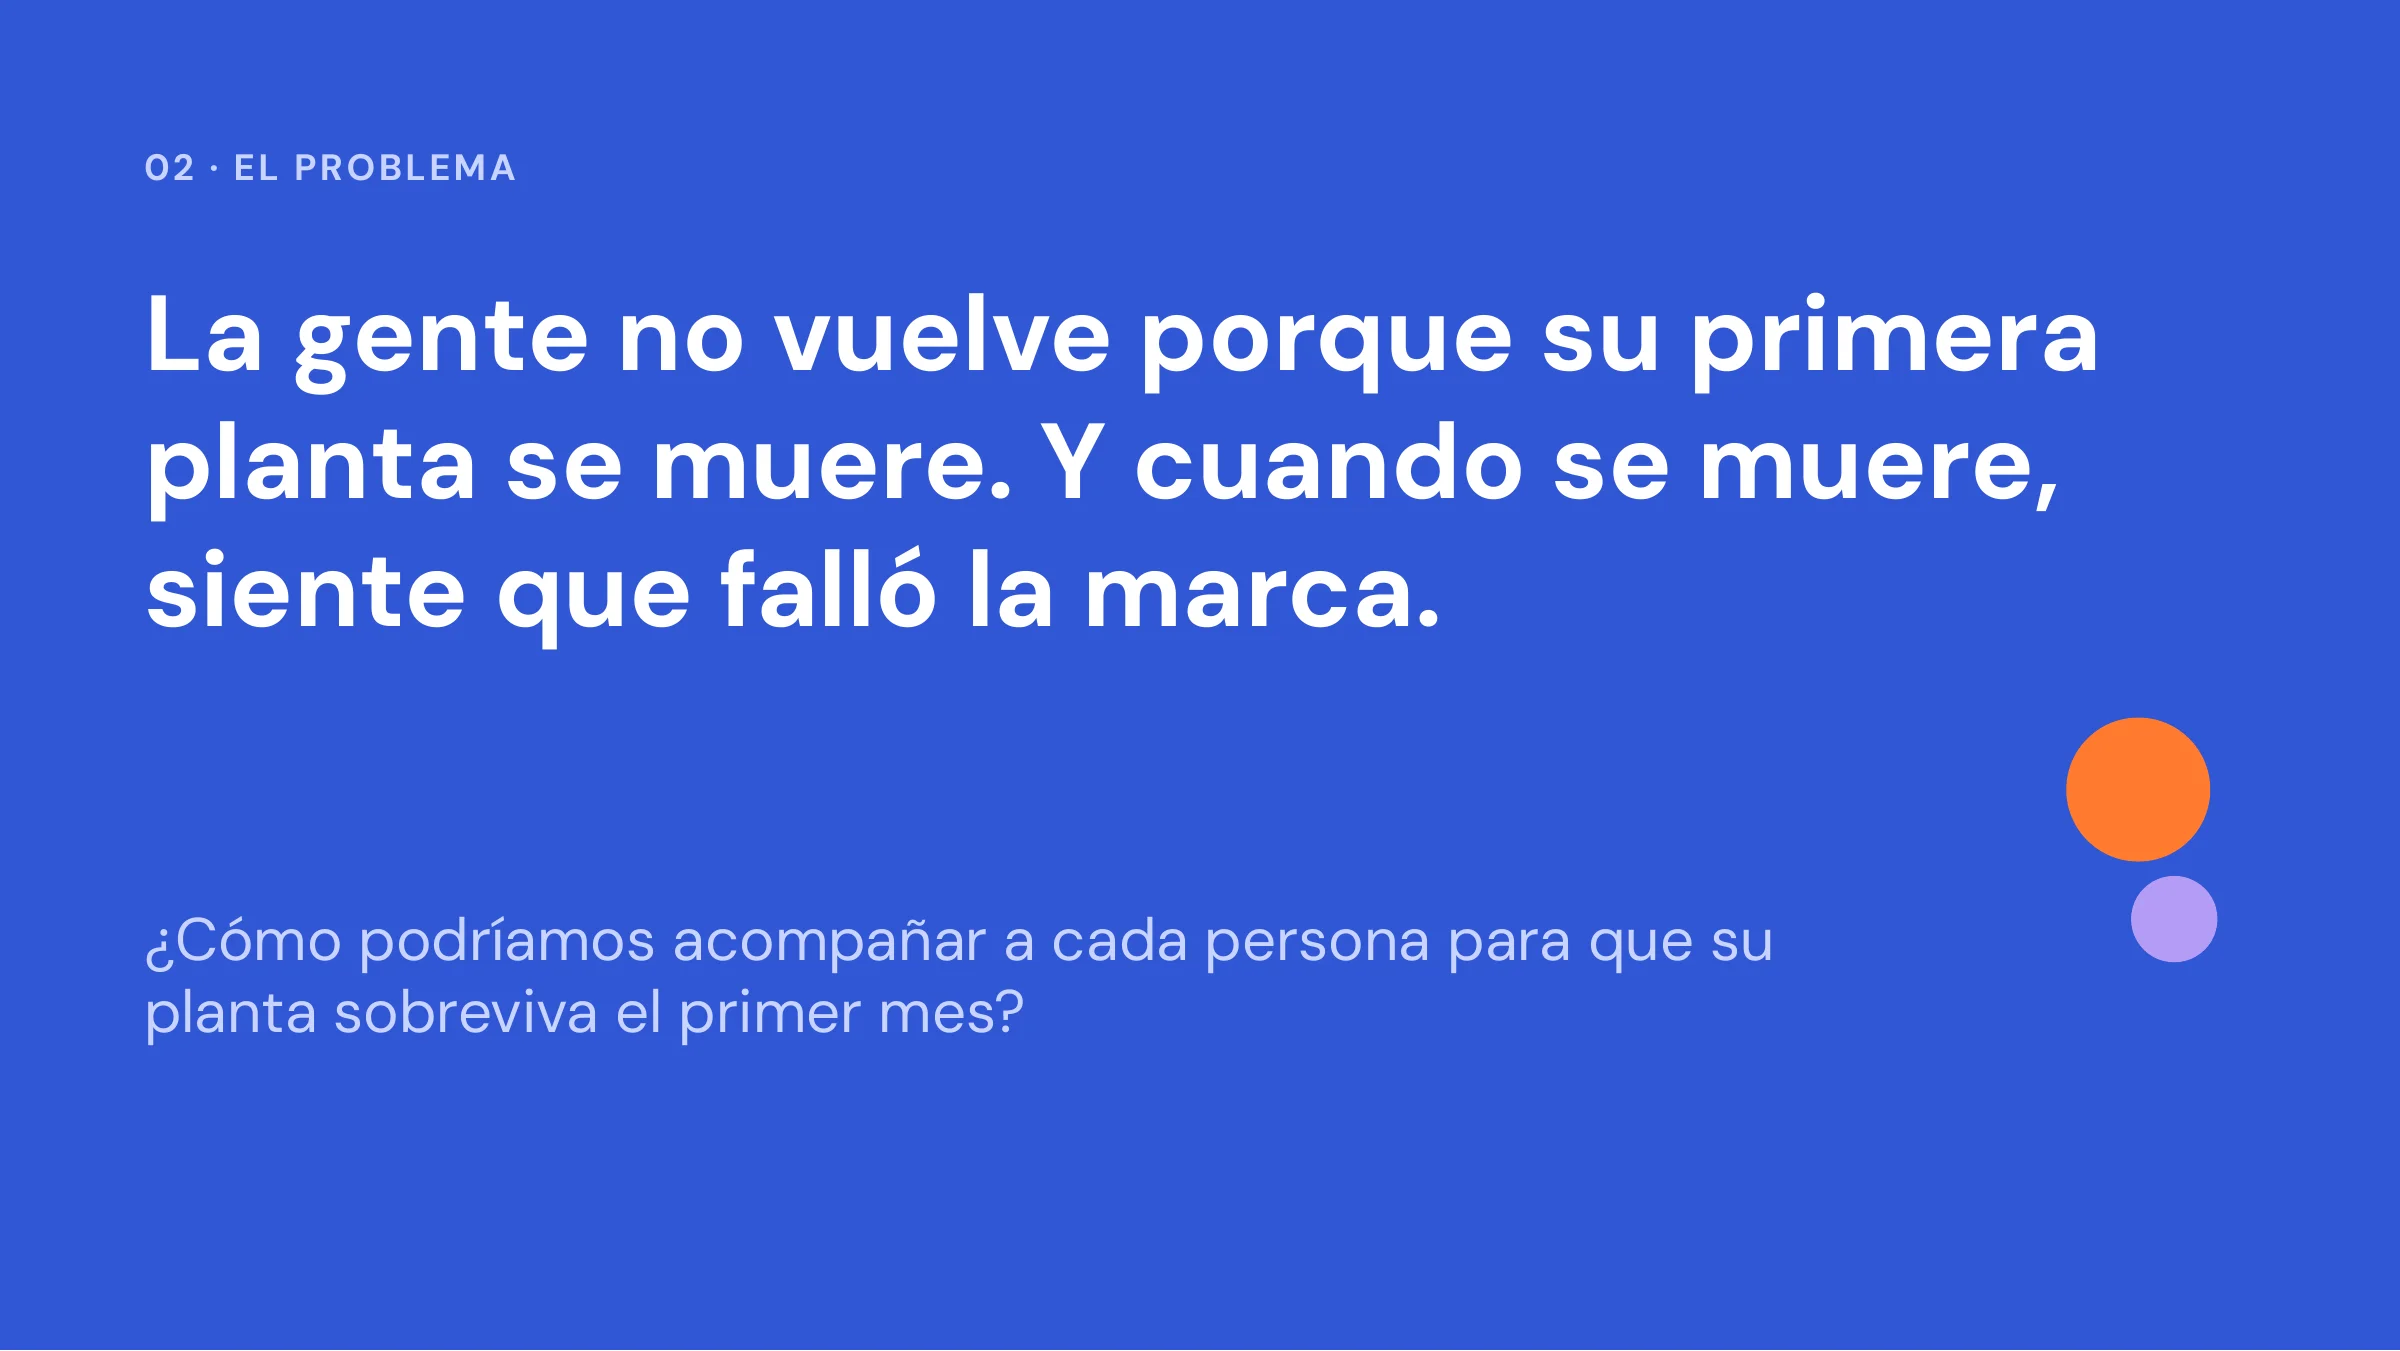 02 · EL PROBLEMA
La gente no vuelve porque su primera
planta se muere. Y cuando se muere,
siente que falló la marca.
¿Cómo podríamos acompañar a cada persona para que su
planta sobreviva el primer mes?